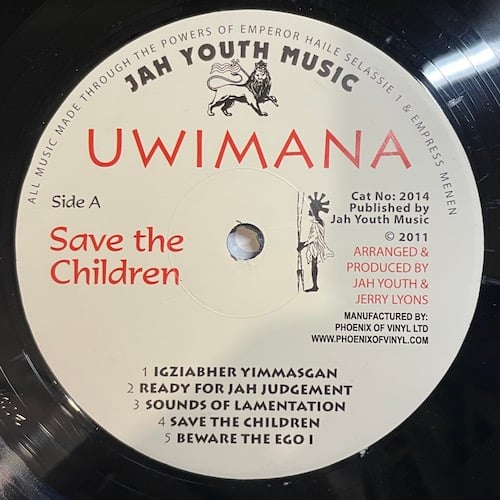 ALL MUSIC MADE THROUGH THE POWERS OF EMPEROR HAILE SELASSIE 1 & EMPRESS MENEN
JAH YOUTH MUSIC
UWIMANA
Side A
Save the
Children
Cat No: 2014
Published by
Jah Youth Music
© 2011
ARRANGED &
PRODUCED BY
JAH YOUTH &
JERRY LYONS
MANUFACTURED BY:
PHOENIX OF VINYL LTD
WWW.PHOENIXOFVINYL.COM
1 IGZIABHER YIMMASGAN
2 READY FOR JAH JUDGEMENT
3 SOUNDS OF LAMENTATION
4 SAVE THE CHILDREN
5 BEWARE THE EGO I